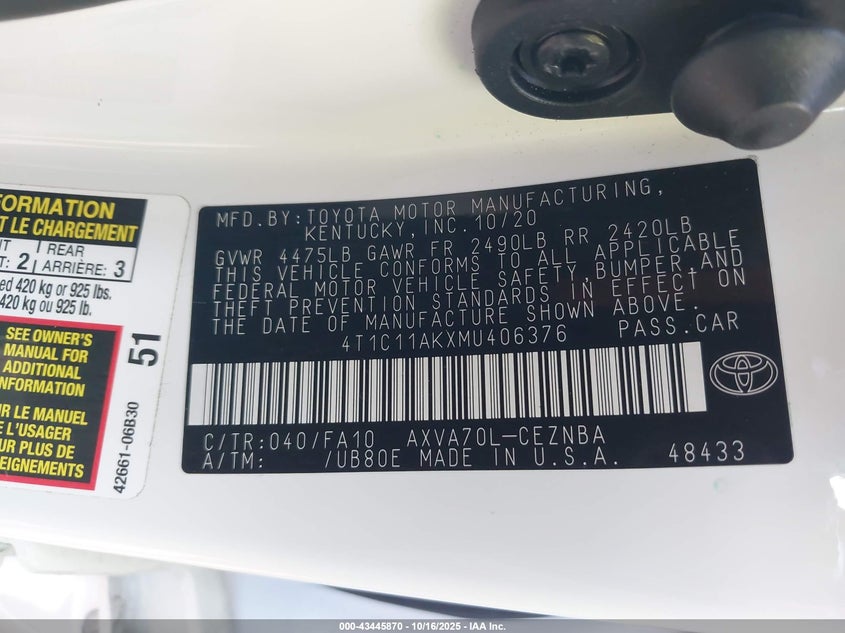 FORMATION
T LE CHARGEMENT
REAR
2 ARRIÈRE: 3
420 kg or 925 lbs.
420 kg ou 925 lb.
SEE OWNER'S
MANUAL FOR
ADDITIONAL
INFORMATION
LE MANUEL
L'USAGER
PLUS DE
51
42661-06B30
MFD.BY:TOYOTA MOTOR MANUFACTURING,
KENTUCKY, INC.10/20
GVWR 4475LB GAWR FR 2490LB RR 2420LB
THIS VEHICLE CONFORMS TO ALL APPLICABLE
FEDERAL MOTOR VEHICLE SAFETY,BUMPER,AND
THEFT PREVENTION STANDARDS IN EFFECT ON
THE DATE OF MANUFACTURE SHOWN ABOVE.
4T1C11AKXMU406376 PASS.CAR
C/TR:040/FA10 AXVA70L-CEZNBA
A/TM: /UB80E MADE IN U.S.A. 48433
000-43445870 | 10/16/2025 - IAA Inc.